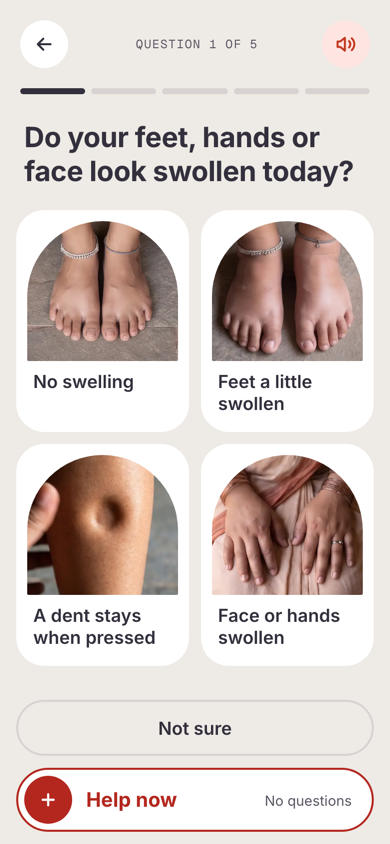 QUESTION 1 OF 5
Do your feet, hands or
face look swollen today?
No swelling
Feet a little
swollen
A dent stays
when pressed
Face or hands
swollen
Not sure
Help now
No questions